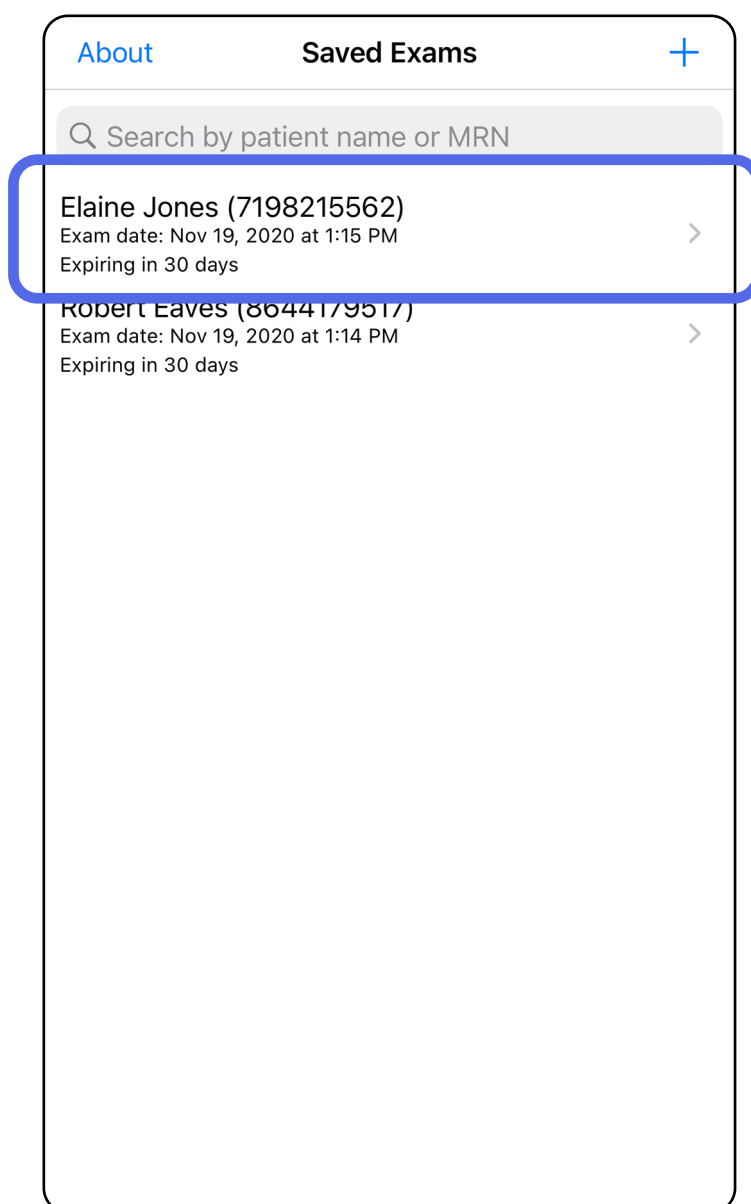 About Saved Exams +
Search by patient name or MRN
Elaine Jones (7198215562)
Exam date: Nov 19, 2020 at 1:15 PM
Expiring in 30 days
Robert Eaves (8644179517)
Exam date: Nov 19, 2020 at 1:14 PM
Expiring in 30 days